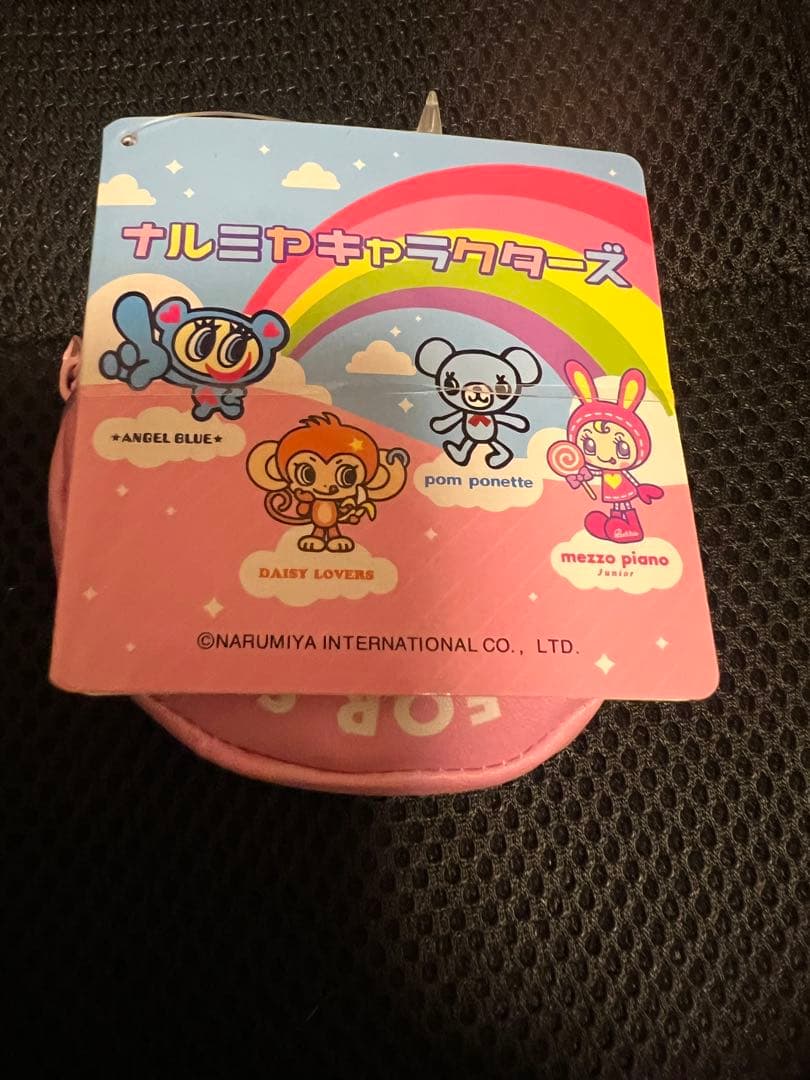 ナルミヤキャラクターズ
★ANGEL BLUE★
pom ponette
DAISY LOVERS
mezzo piano
Junior
©NARUMIYA INTERNATIONAL CO., LTD.
FOR